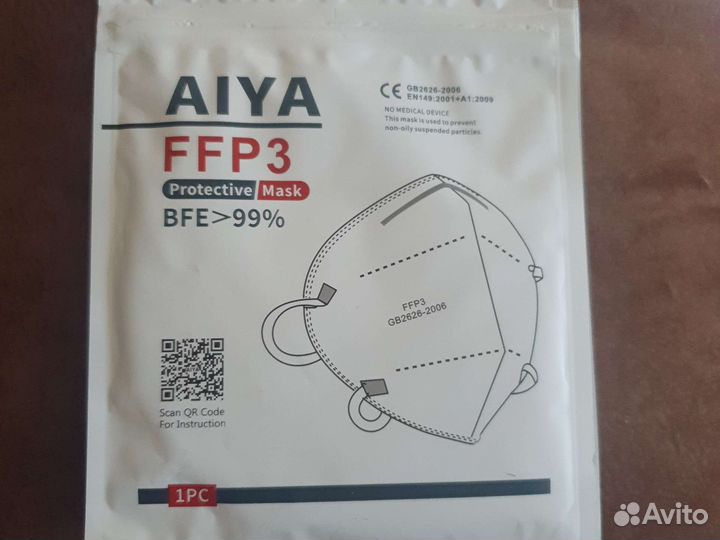 AIYA
FFP3
Protective Mask
BFE>99%
CE GB2626-2006
EN149:2001+A1:2009
NO MEDICAL DEVICE
This mask is used to prevent
non-oily suspended particles.
FFP3
GB2626-2006
AIYA
Scan QR Code
For Instruction
1PC
Avito